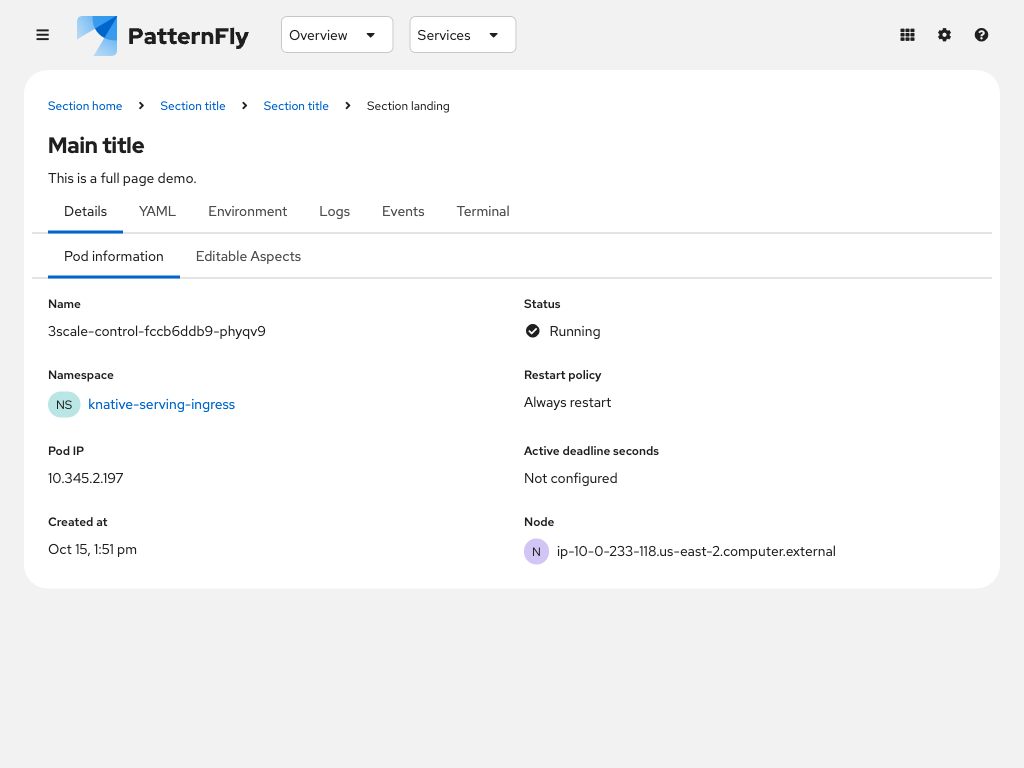 PatternFly
Overview
Services
Section home
Section title
Section title
Section landing
Main title
This is a full page demo.
Details
YAML
Environment
Logs
Events
Terminal
Pod information
Editable Aspects
Name
3scale-control-fccb6ddb9-phyqv9
Status
Running
Namespace
NS knative-serving-ingress
Restart policy
Always restart
Pod IP
10.345.2.197
Active deadline seconds
Not configured
Created at
Oct 15, 1:51 pm
Node
N ip-10-0-233-118.us-east-2.computer.external